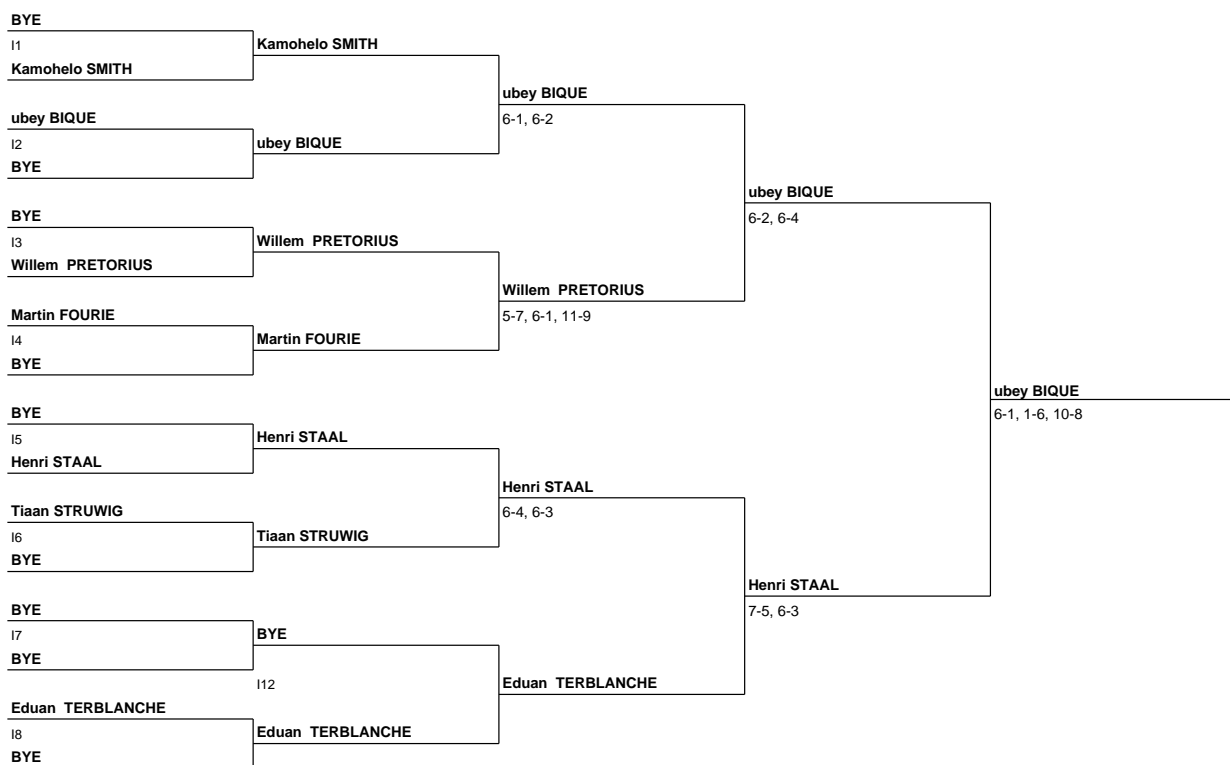 BYE
I1
Kamohelo SMITH
ubey BIQUE
I2
BYE
BYE
I3
Willem  PRETORIUS
Martin FOURIE
I4
BYE
BYE
I5
Henri STAAL
Tiaan STRUWIG
I6
BYE
BYE
I7
BYE
Eduan  TERBLANCHE
I8
BYE
Kamohelo SMITH
ubey BIQUE
Willem  PRETORIUS
Martin FOURIE
Henri STAAL
Tiaan STRUWIG
BYE
I12
Eduan  TERBLANCHE
ubey BIQUE
6-1, 6-2
Willem  PRETORIUS
5-7, 6-1, 11-9
Henri STAAL
6-4, 6-3
Eduan  TERBLANCHE
ubey BIQUE
6-2, 6-4
Henri STAAL
7-5, 6-3
ubey BIQUE
6-1, 1-6, 10-8